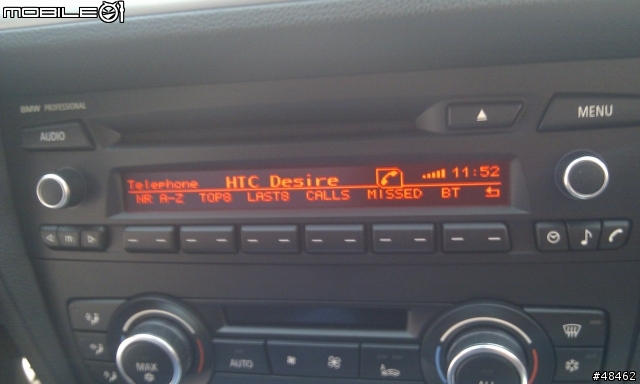 MOBILE01
BMW PROFESSIONAL
MENU
AUDIO
Telephone HTC Desire 11:52
NR A-Z TOP8 LAST8 CALLS MISSED BT
m
MAX
AUTO
#48462